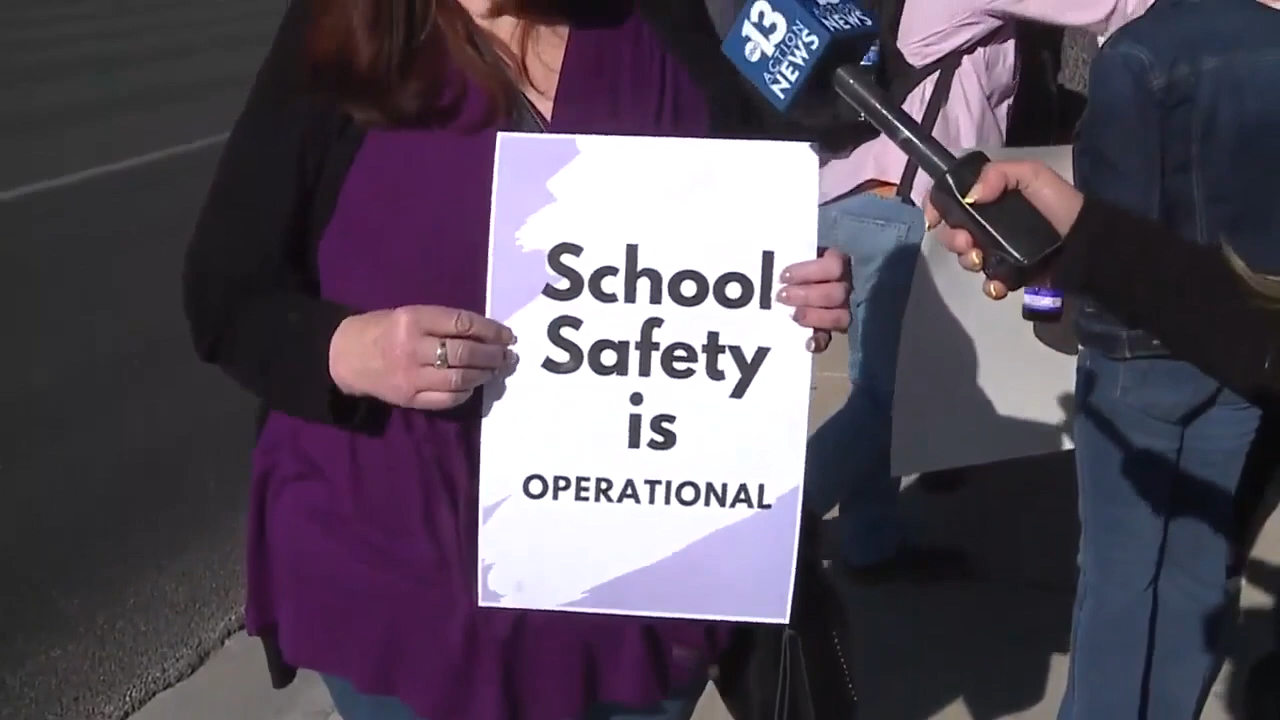 13
ACTION
NEWS
NEWS
School
Safety
is
OPERATIONAL